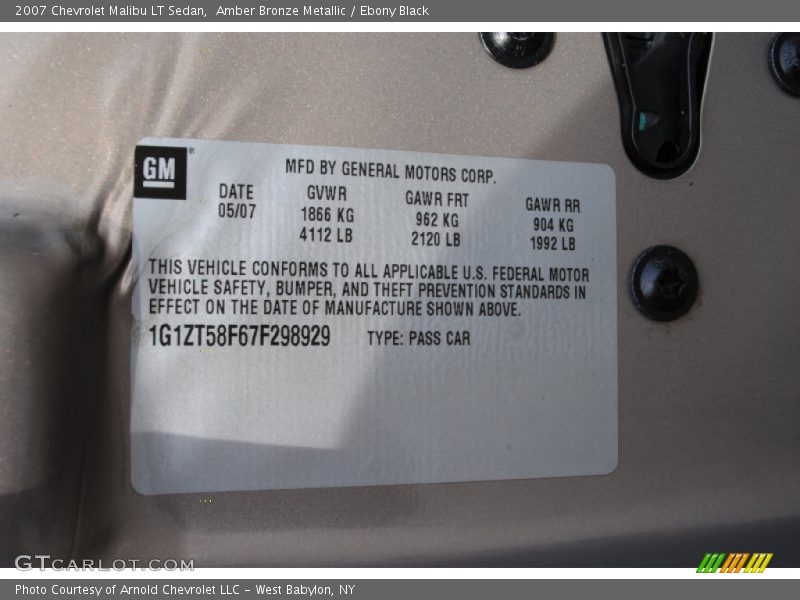 2007 Chevrolet Malibu LT Sedan,  Amber Bronze Metallic / Ebony Black
GM
MFD BY GENERAL MOTORS CORP.
DATE GVWR GAWR FRT GAWR RR
05/07 1866 KG 962 KG 904 KG
4112 LB 2120 LB 1992 LB
THIS VEHICLE CONFORMS TO ALL APPLICABLE U.S. FEDERAL MOTOR
VEHICLE SAFETY, BUMPER, AND THEFT PREVENTION STANDARDS IN
EFFECT ON THE DATE OF MANUFACTURE SHOWN ABOVE.
1G1ZT58F67F298929 TYPE: PASS CAR
GTCARLOT.COM
Photo Courtesy of Arnold Chevrolet LLC - West Babylon, NY